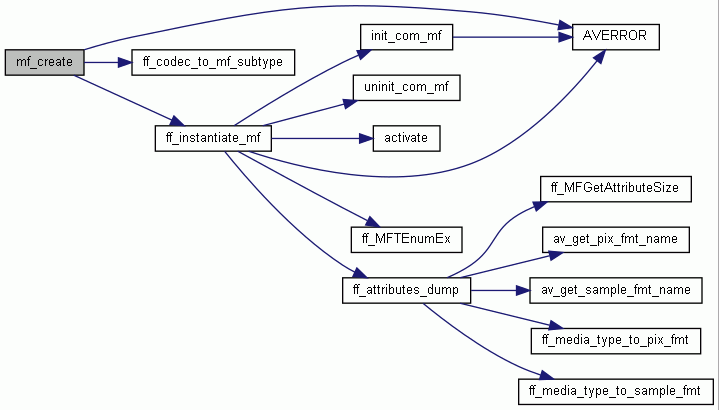 mf_create
ff_codec_to_mf_subtype
init_com_mf
AVERROR
uninit_com_mf
ff_instantiate_mf
activate
ff_MFGetAttributeSize
ff_MFTEnumEx
av_get_pix_fmt_name
ff_attributes_dump
av_get_sample_fmt_name
ff_media_type_to_pix_fmt
ff_media_type_to_sample_fmt